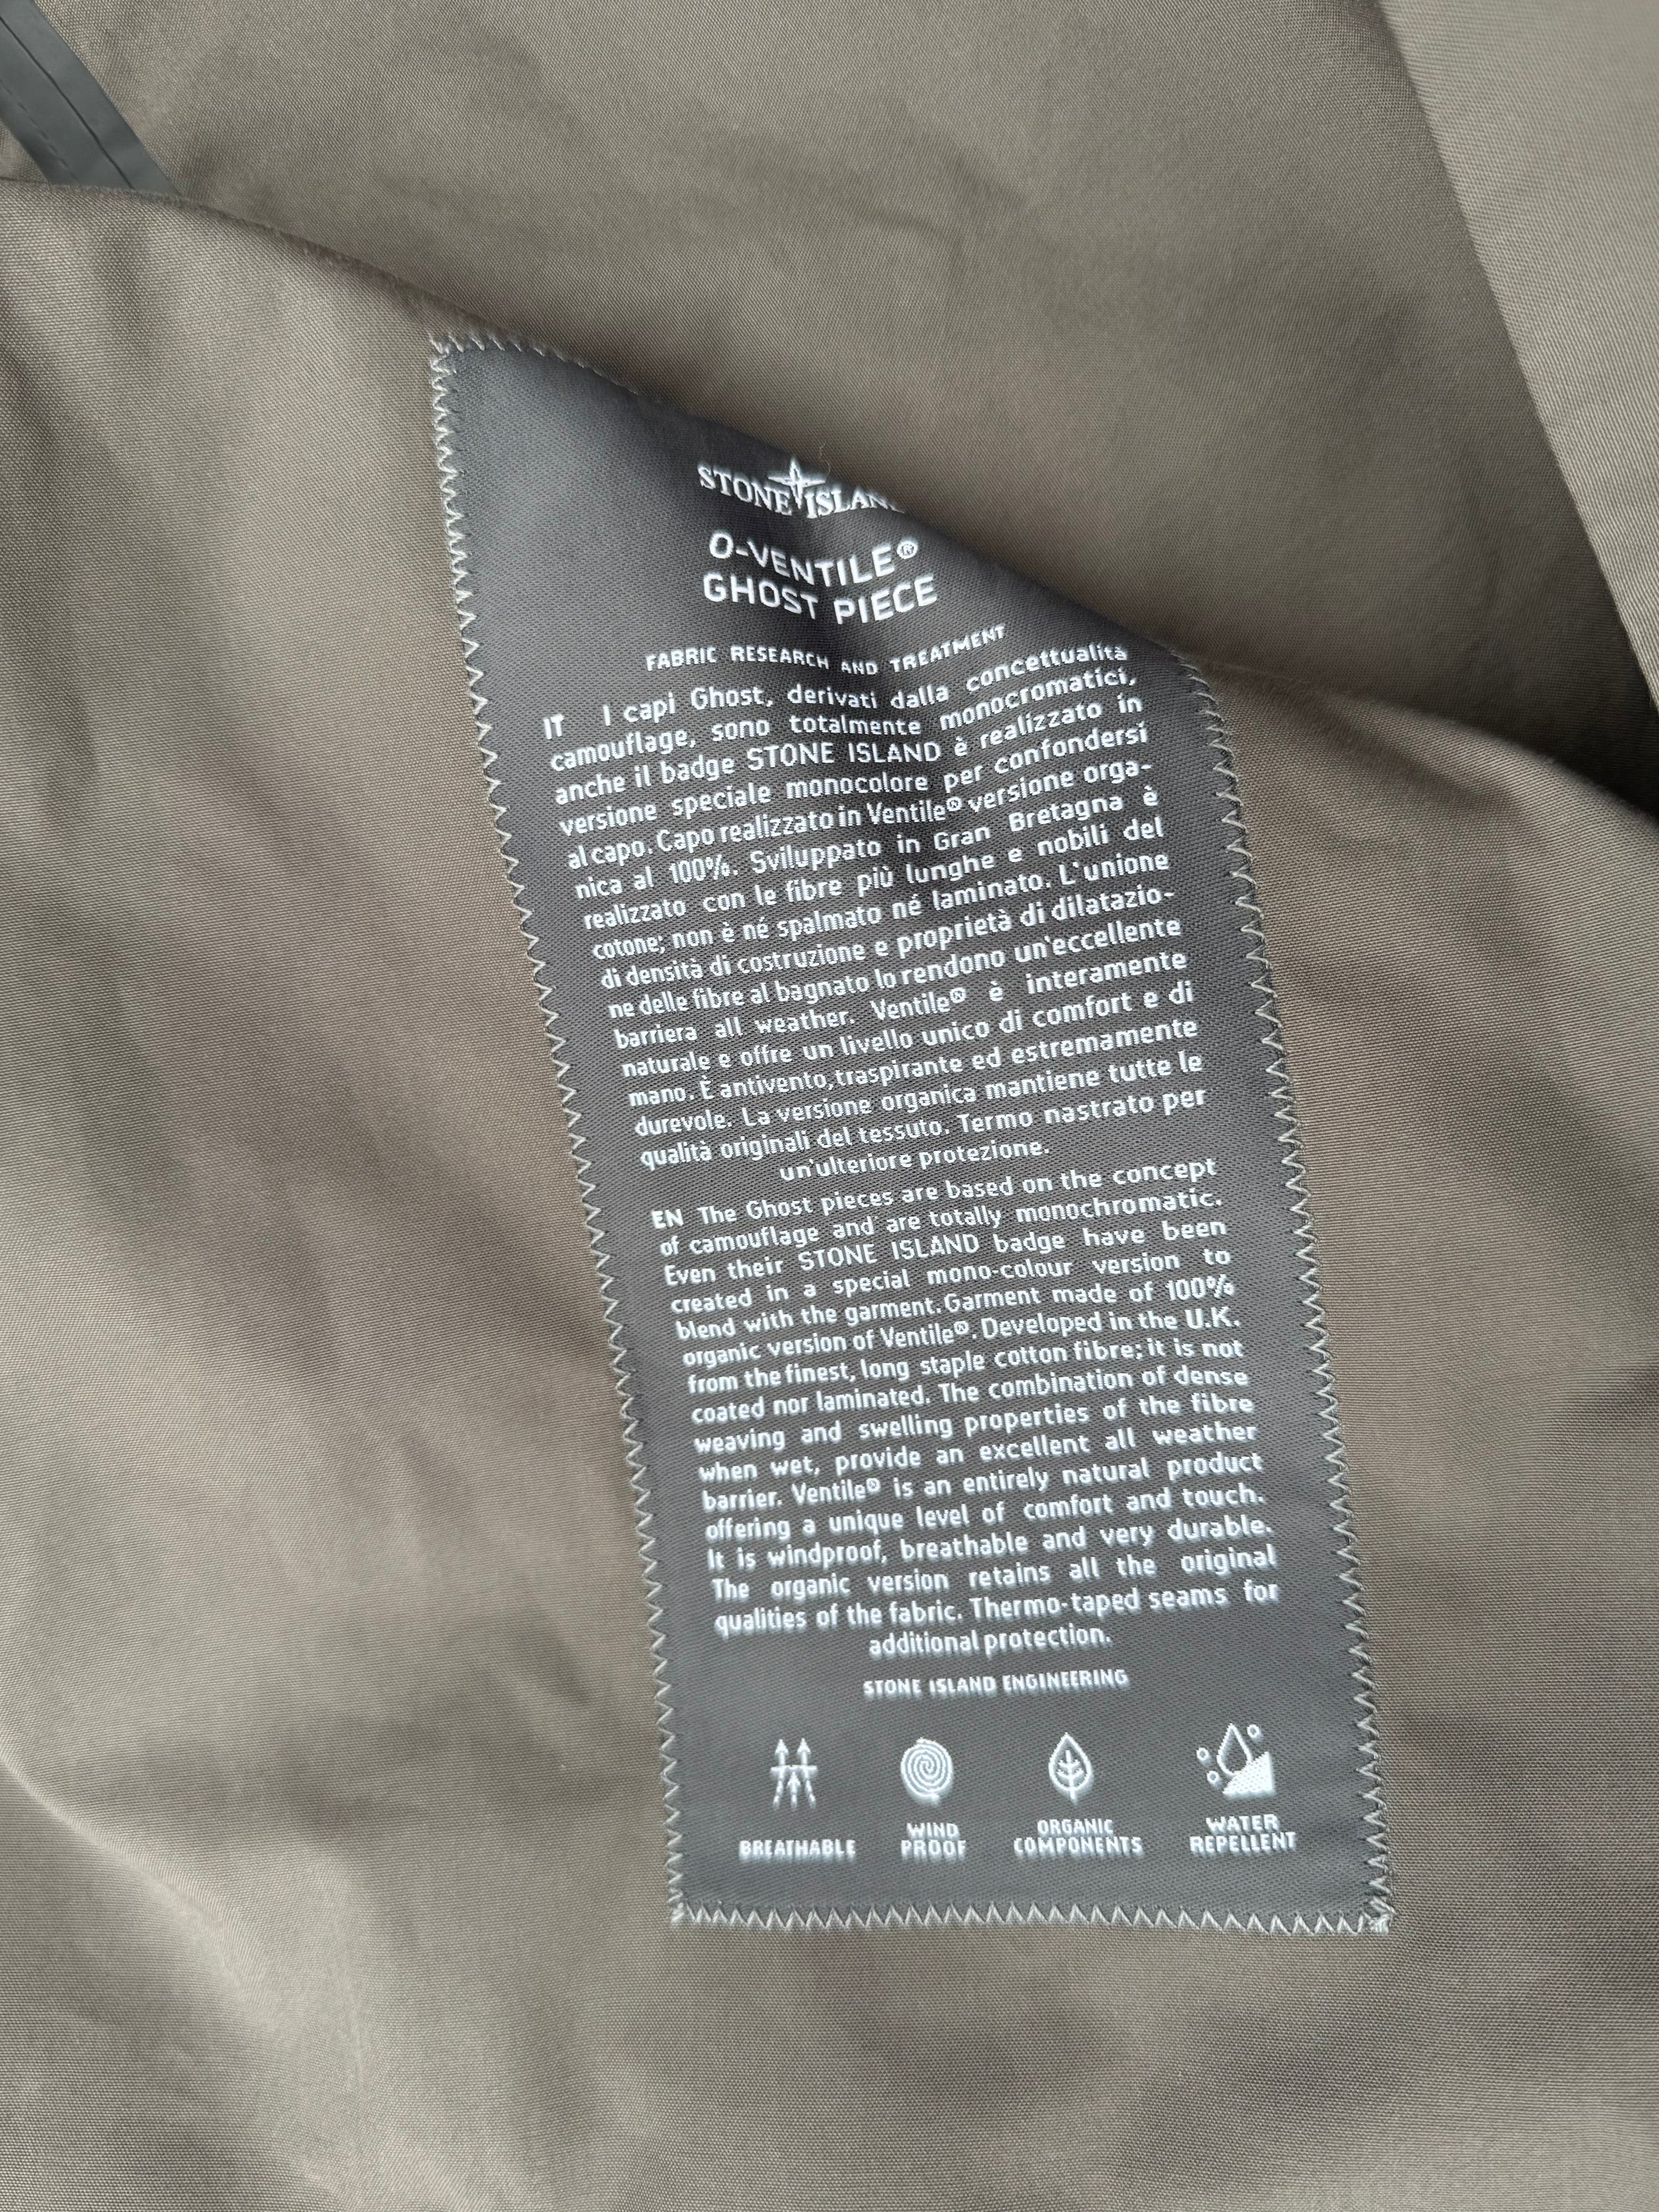 STONE ISLAND
O-VENTILE®
GHOST PIECE
FABRIC RESEARCH AND TREATMENT
IT I capi Ghost, derivati dalla concettualità
camouflage, sono totalmente monocromatici,
anche il badge STONE ISLAND è realizzato in
versione speciale monocolore per confondersi
al capo. Capo realizzato in Ventile® versione orga-
nica al 100%. Sviluppato in Gran Bretagna è
realizzato con le fibre più lunghe e nobili del
cotone; non è né spalmato né laminato. L'unione
di densità di costruzione e proprietà di dilatazio-
ne delle fibre al bagnato lo rendono un'eccellente
barriera all weather. Ventile® è interamente
naturale e offre un livello unico di comfort e di
mano. È antivento, traspirante ed estremamente
durevole. La versione organica mantiene tutte le
qualità originali del tessuto. Termo nastrato per
un'ulteriore protezione.
EN The Ghost pieces are based on the concept
of camouflage and are totally monochromatic.
Even their STONE ISLAND badge have been
created in a special mono-colour version to
blend with the garment. Garment made of 100%
organic version of Ventile®. Developed in the U.K.
from the finest, long staple cotton fibre; it is not
coated nor laminated. The combination of dense
weaving and swelling properties of the fibre
when wet, provide an excellent all weather
barrier. Ventile® is an entirely natural product
offering a unique level of comfort and touch.
It is windproof, breathable and very durable.
The organic version retains all the original
qualities of the fabric. Thermo-taped seams for
additional protection.
STONE ISLAND ENGINEERING
BREATHABLE
WIND
PROOF
ORGANIC
COMPONENTS
WATER
REPELLENT